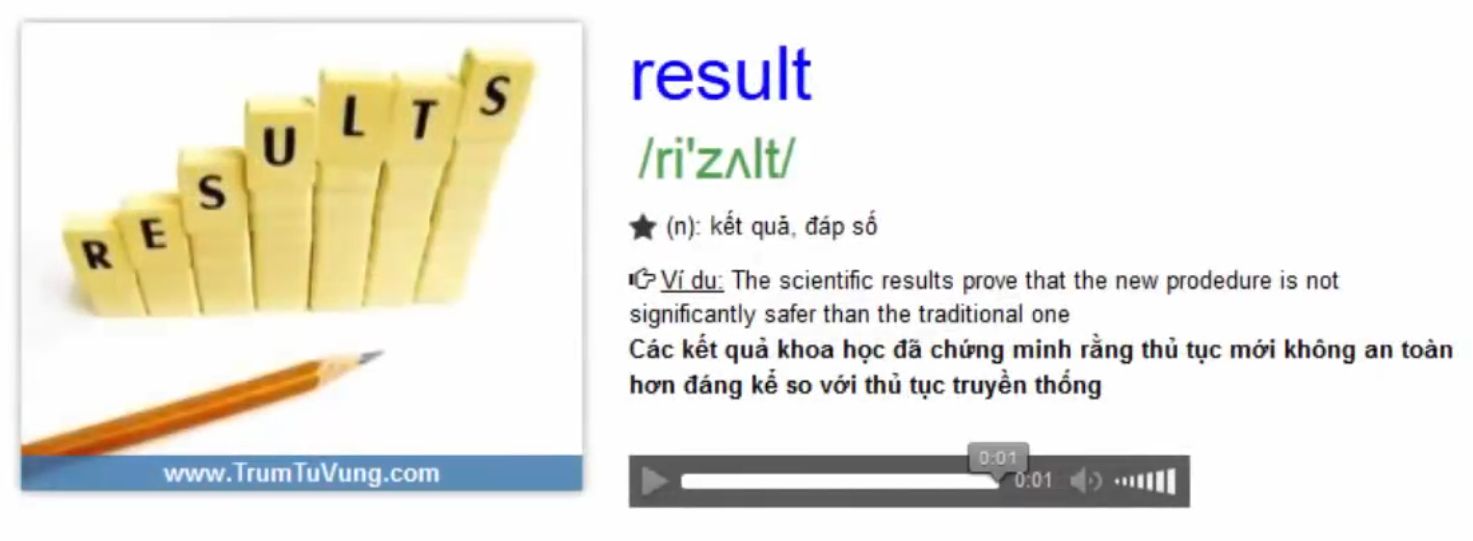 RESULTS
www.TrumTuVung.com
result
/ri'zʌlt/
★ (n): kết quả, đáp số
Ví du: The scientific results prove that the new prodedure is not
significantly safer than the traditional one
Các kết quả khoa học đã chứng minh rằng thủ tục mới không an toàn
hơn đáng kể so với thủ tục truyền thống
0:01
0:01